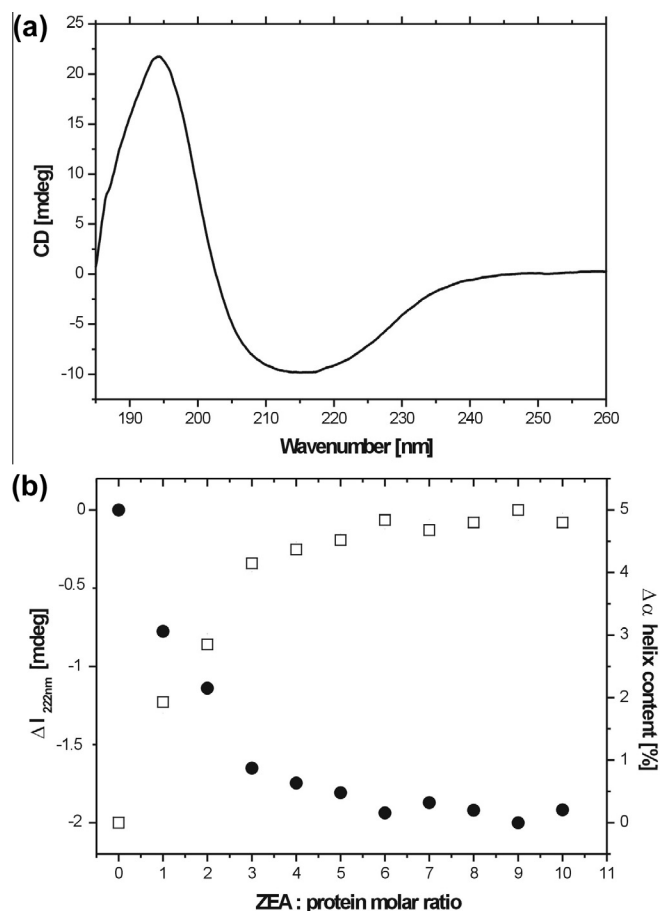 (a)
25
20
15
10
5
0
-5
-10
CD [mdeg]
190 200 210 220 230 240 250 260
Wavenumber [nm]
(b)
0
-0.5
-1
-1.5
-2
Δ I 222nm [mdeg]
5
4
3
2
1
0
Δ α helix content [%]
0 1 2 3 4 5 6 7 8 9 10 11
ZEA : protein molar ratio